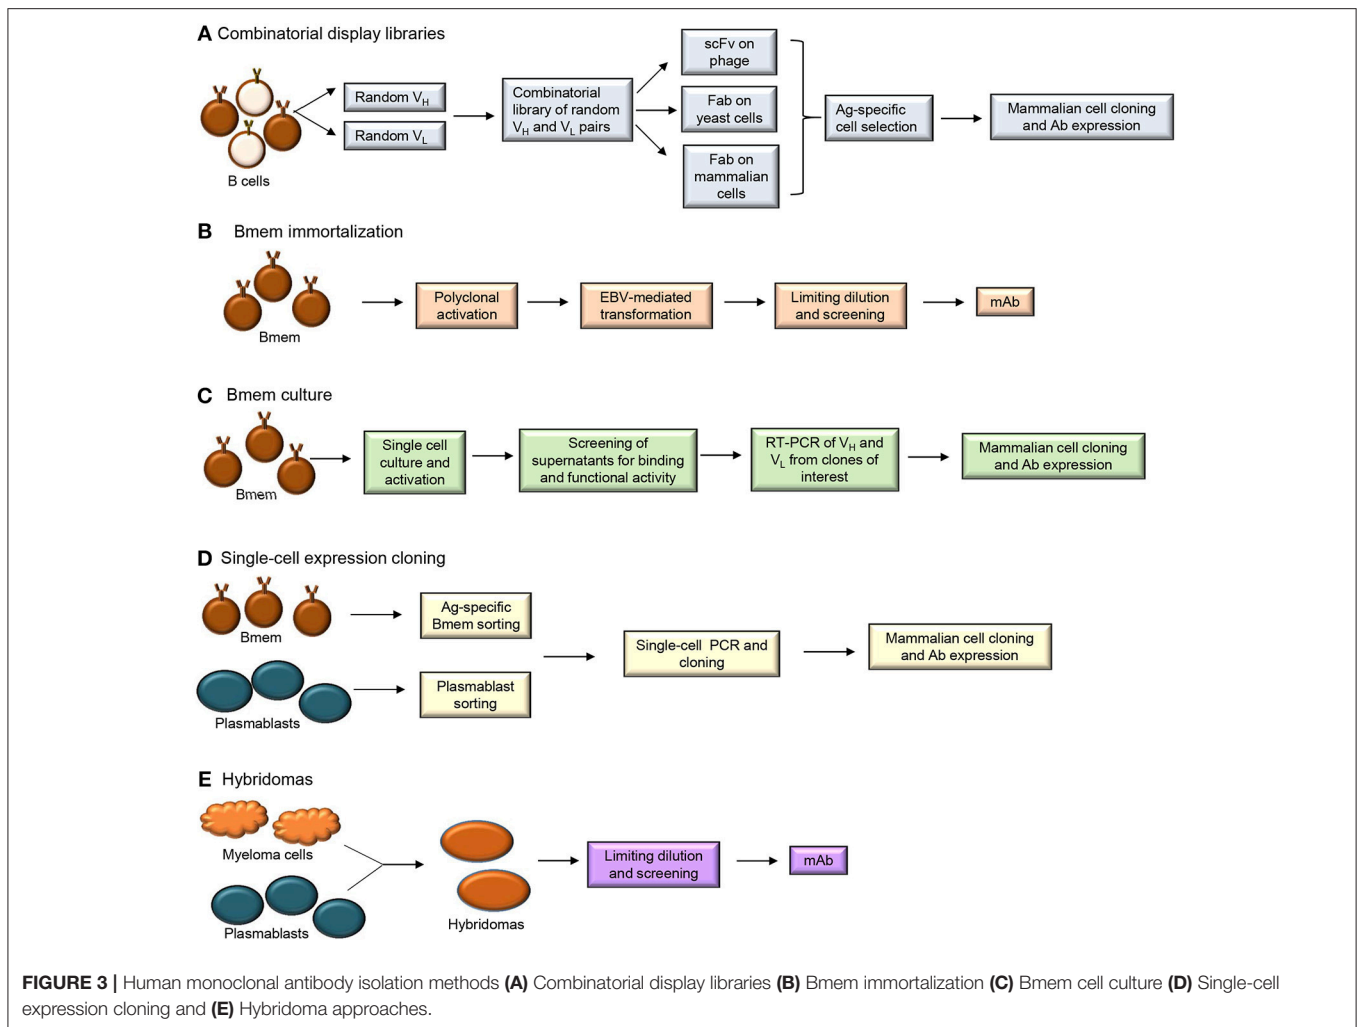 A Combinatorial display libraries
B cells
Random VH
Random VL
Combinatorial
library of random
VH and VL pairs
scFv on
phage
Fab on
yeast cells
Fab on
mammalian
cells
Ag-specific
cell selection
Mammalian cell cloning
and Ab expression
B Bmem immortalization
Bmem
Polyclonal
activation
EBV-mediated
transformation
Limiting dilution
and screening
mAb
C Bmem culture
Bmem
Single cell
culture and
activation
Screening of
supernatants for binding
and functional activity
RT-PCR of VH and
VL from clones of
interest
Mammalian cell cloning
and Ab expression
D Single-cell expression cloning
Bmem
Ag-specific
Bmem sorting
Plasmablasts
Plasmablast
sorting
Single-cell PCR and
cloning
Mammalian cell cloning
and Ab expression
E Hybridomas
Myeloma cells
Plasmablasts
Hybridomas
Limiting dilution
and screening
mAb
FIGURE 3 | Human monoclonal antibody isolation methods (A) Combinatorial display libraries (B) Bmem immortalization (C) Bmem cell culture (D) Single-cell
expression cloning and (E) Hybridoma approaches.